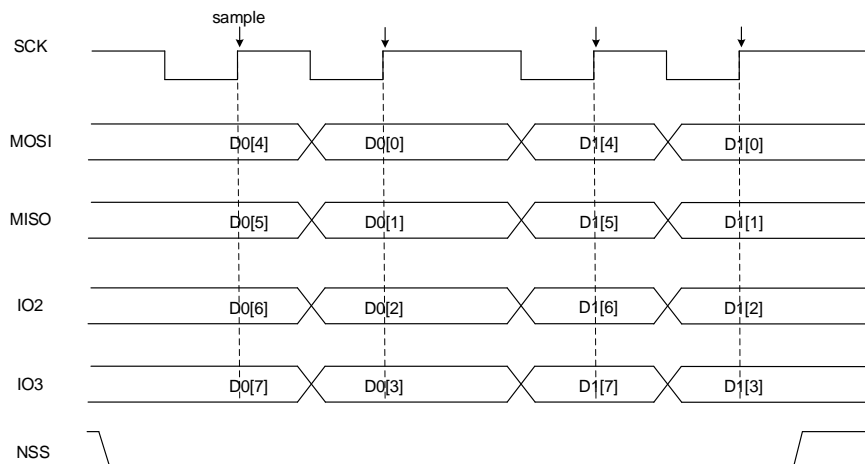 sample
SCK
MOSI D0[4] D0[0] D1[4] D1[0]
MISO D0[5] D0[1] D1[5] D1[1]
IO2 D0[6] D0[2] D1[6] D1[2]
IO3 D0[7] D0[3] D1[7] D1[3]
NSS